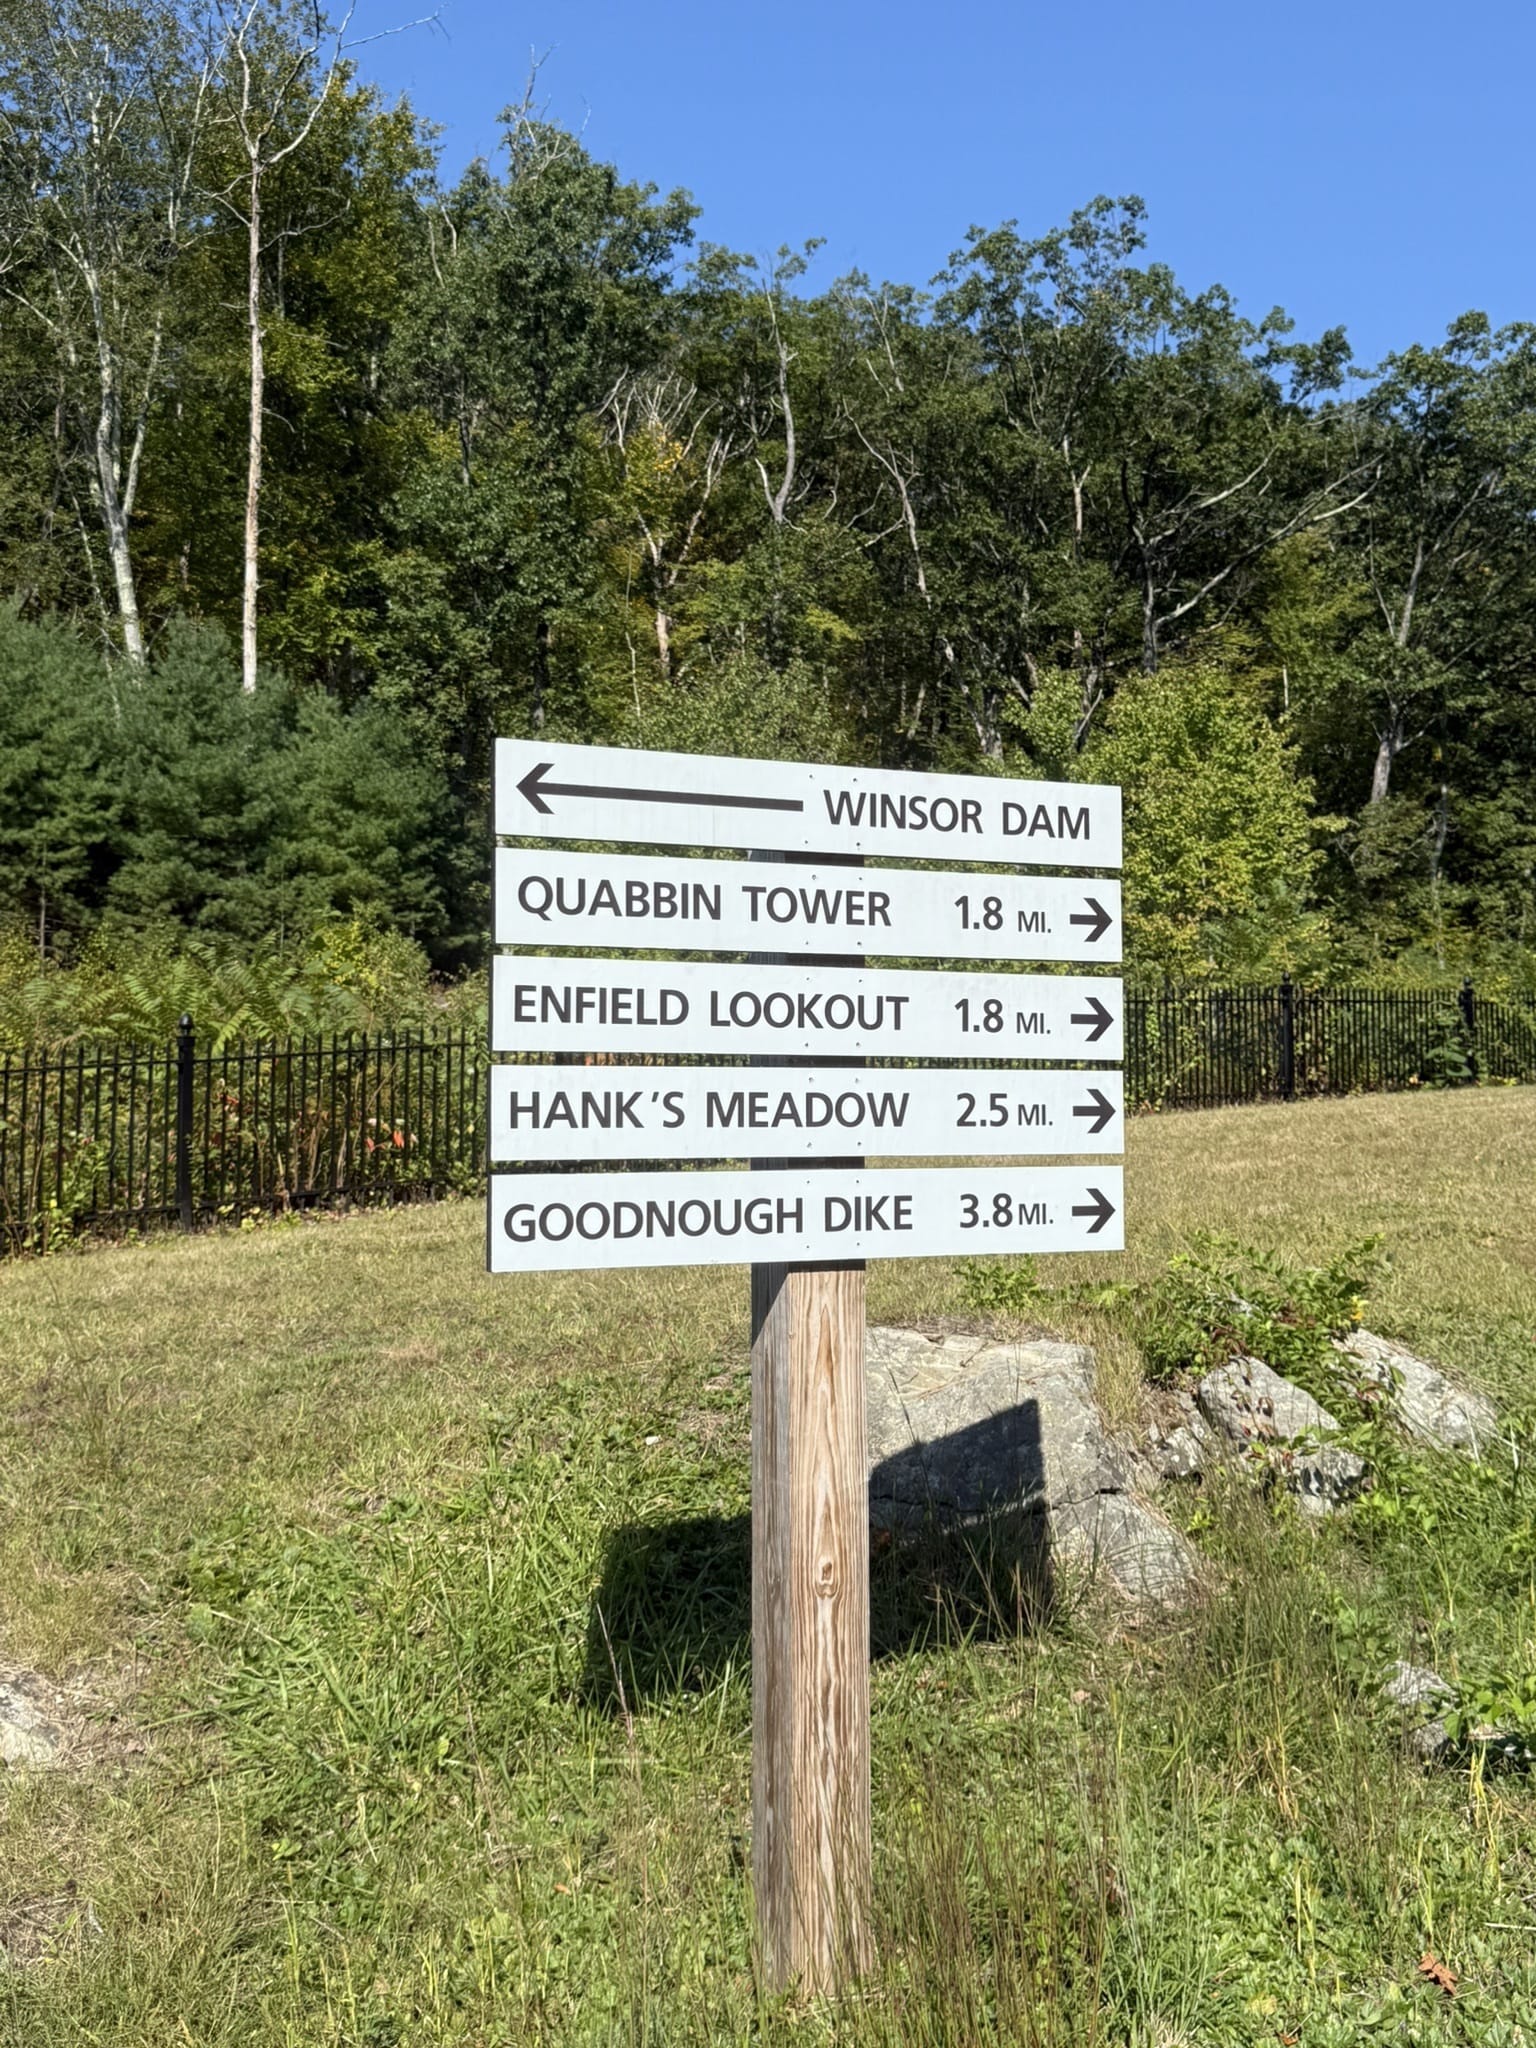 WINSOR DAM
QUABBIN TOWER 1.8 MI.
ENFIELD LOOKOUT 1.8 MI.
HANK'S MEADOW 2.5 MI.
GOODNOUGH DIKE 3.8 MI.